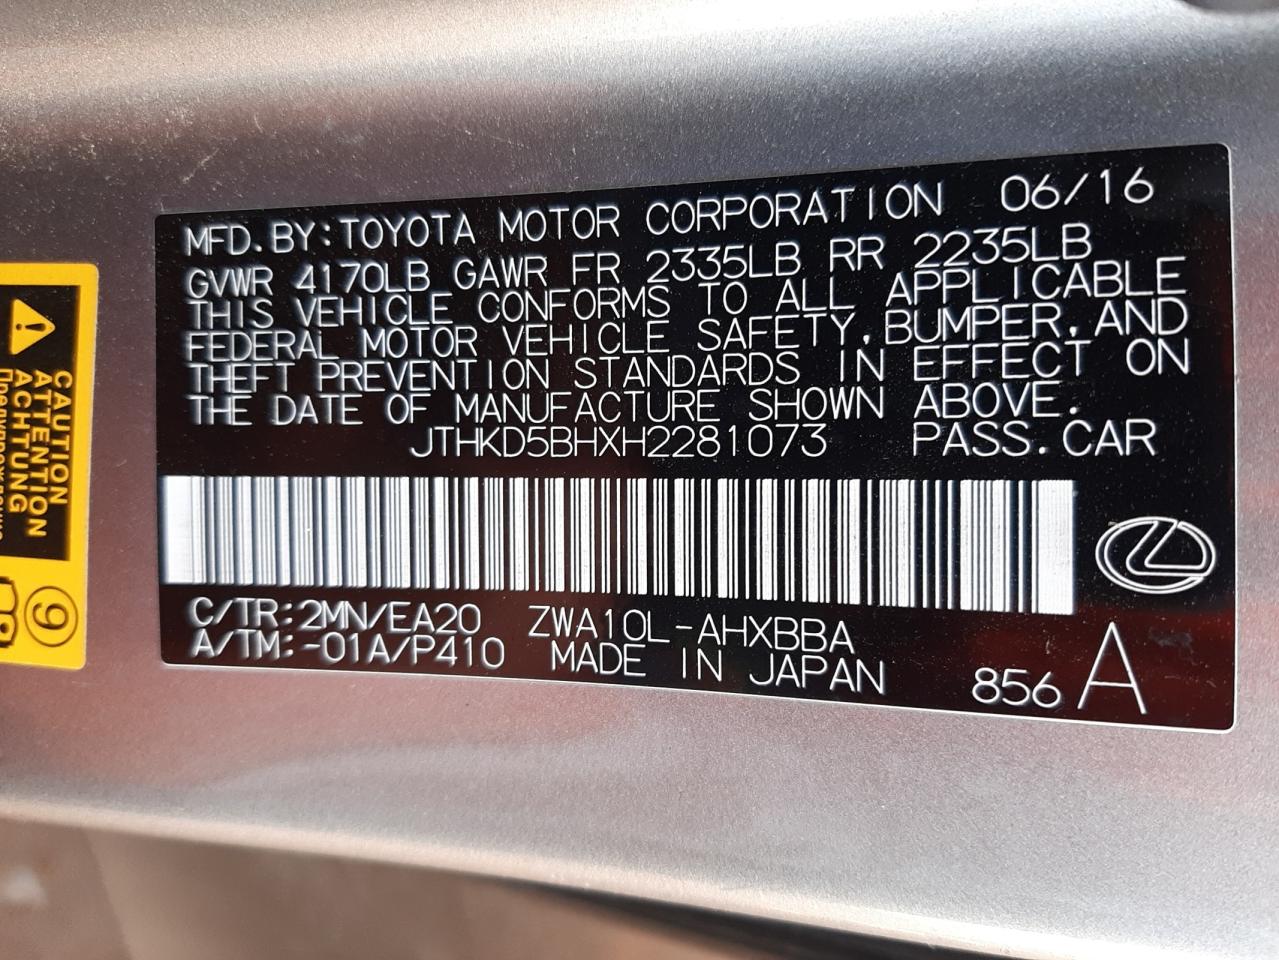 MFD.BY:TOYOTA MOTOR CORPORATION 06/16
GVWR 4170LB GAWR FR 2335LB RR 2235LB
THIS VEHICLE CONFORMS TO ALL APPLICABLE
FEDERAL MOTOR VEHICLE SAFETY,BUMPER,AND
THEFT PREVENTION STANDARDS IN EFFECT ON
THE DATE OF MANUFACTURE SHOWN ABOVE.
JTHKD5BHXH2281073 PASS.CAR
C/TR:2MN/EA20 ZWA10L-AHXBBA
A/TM:-01A/P410 MADE IN JAPAN 856 A
CAUTION
ATTENTION
ACHTUNG
9